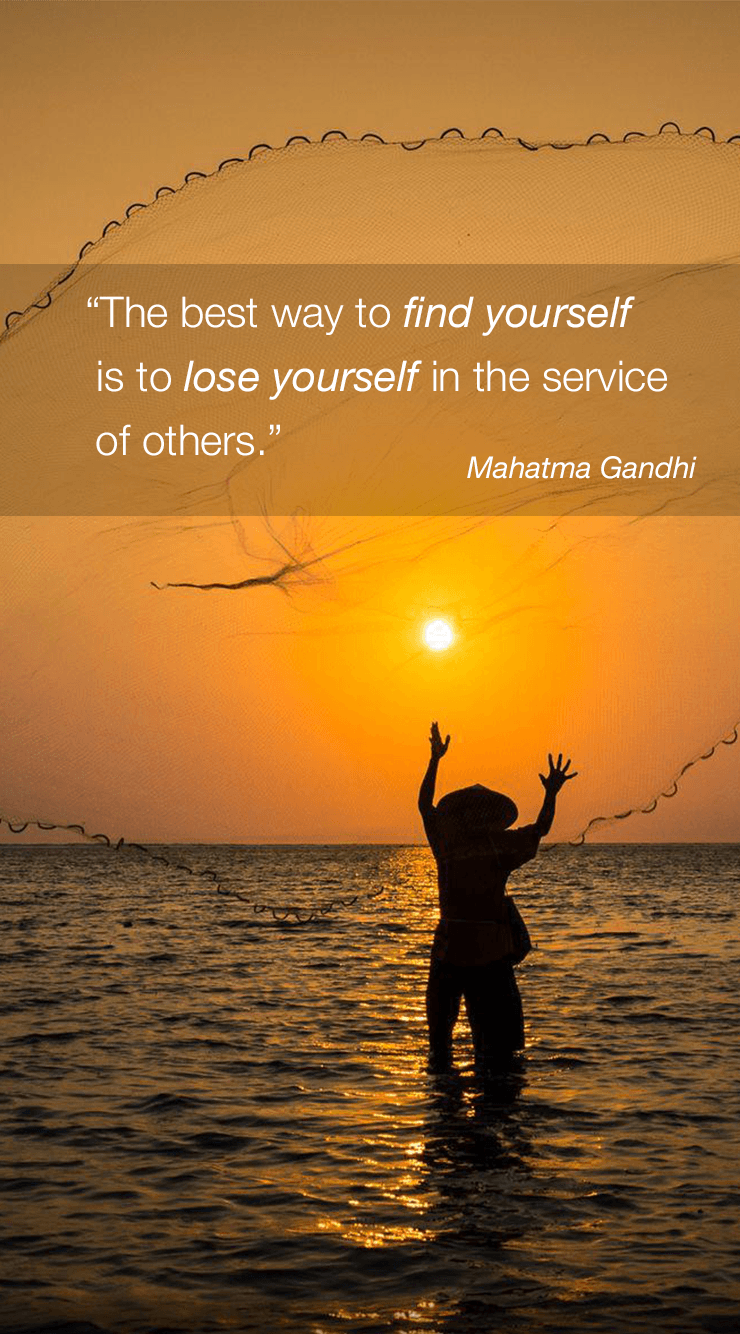 “The best way to find yourself
is to lose yourself in the service
of others.”
Mahatma Gandhi